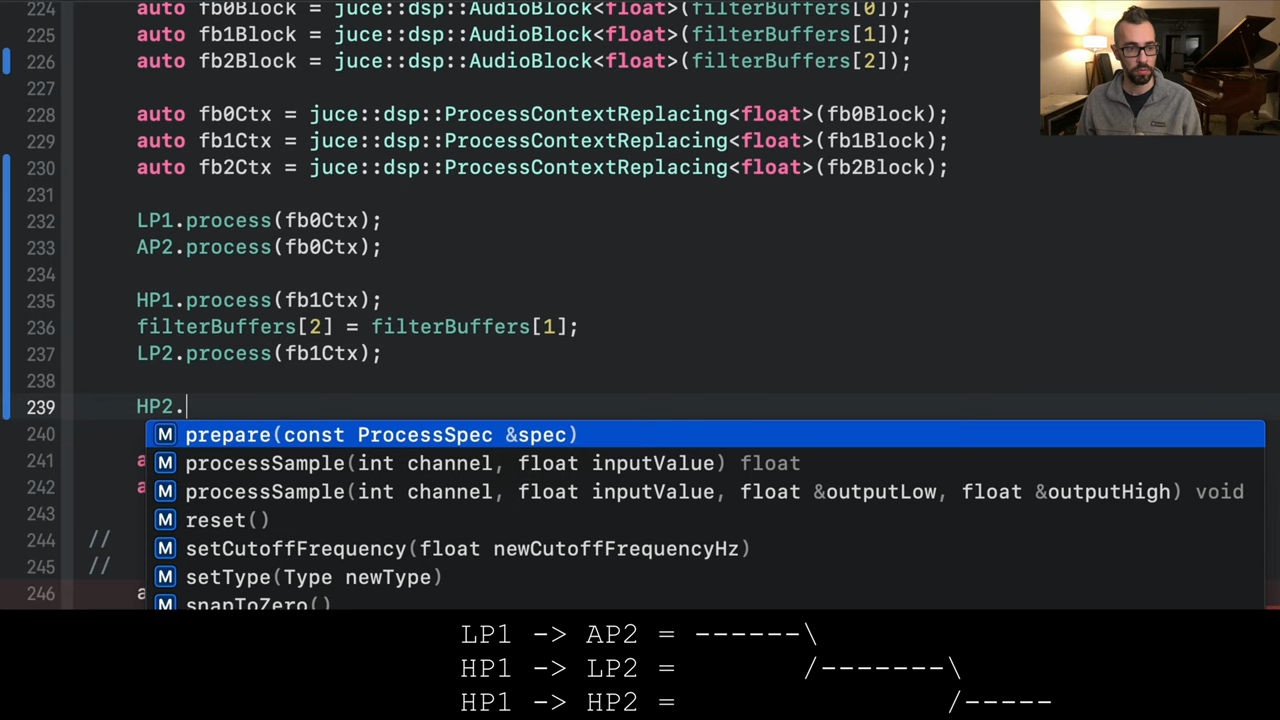 224 auto fb0Block = juce::dsp::AudioBlock<float>(filterBuffers[0]);
225 auto fb1Block = juce::dsp::AudioBlock<float>(filterBuffers[1]);
226 auto fb2Block = juce::dsp::AudioBlock<float>(filterBuffers[2]);
227
228 auto fb0Ctx = juce::dsp::ProcessContextReplacing<float>(fb0Block);
229 auto fb1Ctx = juce::dsp::ProcessContextReplacing<float>(fb1Block);
230 auto fb2Ctx = juce::dsp::ProcessContextReplacing<float>(fb2Block);
231
232 LP1.process(fb0Ctx);
233 AP2.process(fb0Ctx);
234
235 HP1.process(fb1Ctx);
236 filterBuffers[2] = filterBuffers[1];
237 LP2.process(fb1Ctx);
238
239 HP2.
240 M prepare(const ProcessSpec &spec)
241 a M processSample(int channel, float inputValue) float
242 a M processSample(int channel, float inputValue, float &outputLow, float &outputHigh) void
243 M reset()
244 // M setCutoffFrequency(float newCutoffFrequencyHz)
245 // M setType(Type newType)
246 a M snapToZero()
LP1 -> AP2 = ------\
HP1 -> LP2 = /-------\
HP1 -> HP2 = /-----